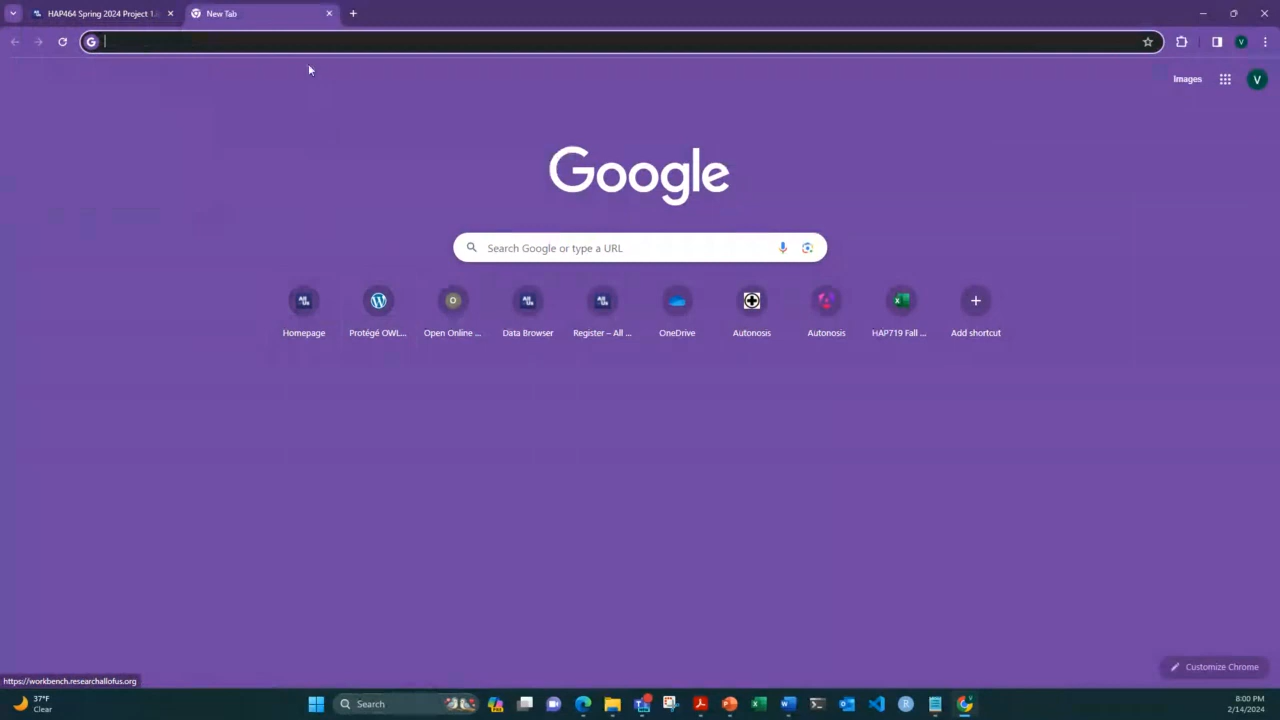 HAP464 Spring 2024 Project 1.
New Tab
Images
V
Google
Search Google or type a URL
Homepage
Protégé OWL...
Open Online ...
Data Browser
Register – All ...
OneDrive
Autonosis
Autonosis
HAP719 Fall ...
Add shortcut
Customize Chrome
https://workbench.researchallofus.org
37°F
Clear
Search
8:00 PM
2/14/2024